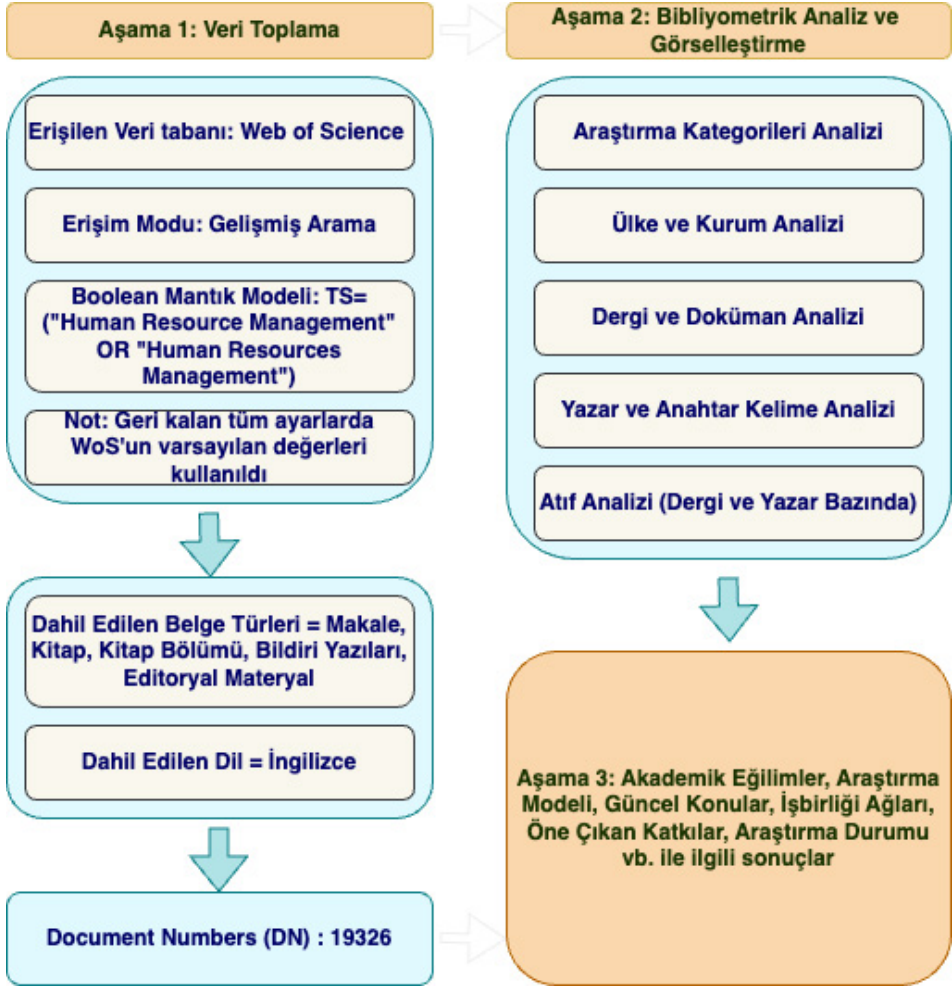 Aşama 1: Veri Toplama
Erişilen Veri tabanı: Web of Science
Erişim Modu: Gelişmiş Arama
Boolean Mantık Modeli: TS=
("Human Resource Management"
OR "Human Resources
Management")
Not: Geri kalan tüm ayarlarda
WoS'un varsayılan değerleri
kullanıldı
Dahil Edilen Belge Türleri = Makale,
Kitap, Kitap Bölümü, Bildiri Yazıları,
Editoryal Materyal
Dahil Edilen Dil = İngilizce
Document Numbers (DN) : 19326
Aşama 2: Bibliyometrik Analiz ve
Görselleştirme
Araştırma Kategorileri Analizi
Ülke ve Kurum Analizi
Dergi ve Doküman Analizi
Yazar ve Anahtar Kelime Analizi
Atıf Analizi (Dergi ve Yazar Bazında)
Aşama 3: Akademik Eğilimler, Araştırma
Modeli, Güncel Konular, İşbirliği Ağları,
Öne Çıkan Katkılar, Araştırma Durumu
vb. ile ilgili sonuçlar